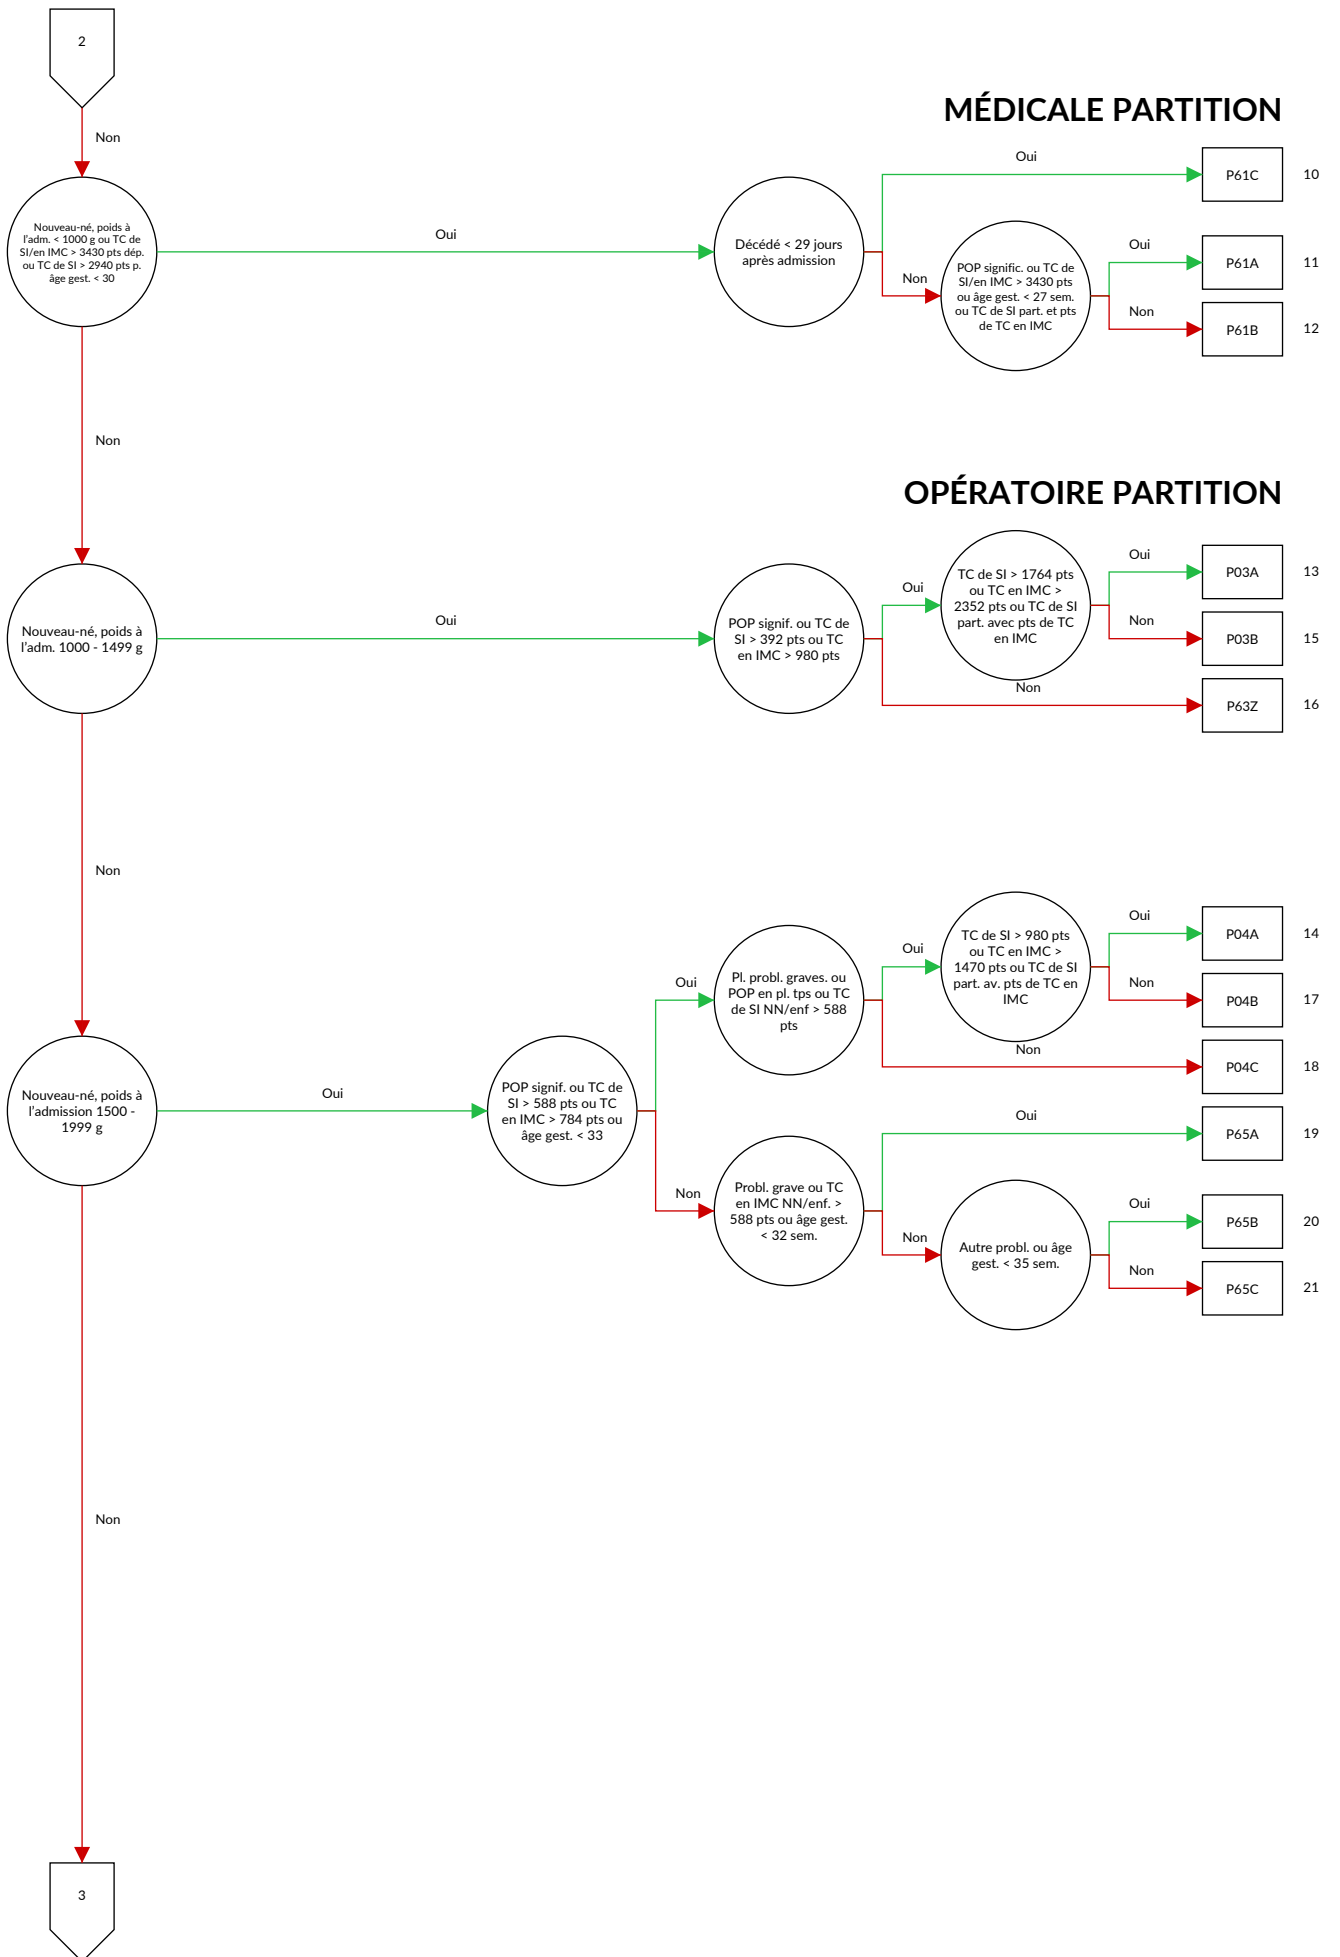 2
MÉDICALE PARTITION
Non
Oui
P61C
10
Nouveau-né, poids à
l'adm. < 1000 g ou TC de
SI/en IMC > 3430 pts dép.
ou TC de SI > 2940 pts p.
âge gest. < 30
Oui
Décédé < 29 jours
après admission
Non
POP signific. ou TC de
SI/en IMC > 3430 pts
ou âge gest. < 27 sem.
ou TC de SI part. et pts
de TC en IMC
Oui
P61A
11
Non
P61B
12
Non
OPÉRATOIRE PARTITION
Nouveau-né, poids à
l'adm. 1000 - 1499 g
Oui
POP signif. ou TC de
SI > 392 pts ou TC
en IMC > 980 pts
Oui
TC de SI > 1764 pts
ou TC en IMC >
2352 pts ou TC de SI
part. avec pts de TC
en IMC
Oui
P03A
13
Non
P03B
15
Non
P63Z
16
Non
Nouveau-né, poids à
l'admission 1500 -
1999 g
Oui
POP signif. ou TC de
SI > 588 pts ou TC
en IMC > 784 pts ou
âge gest. < 33
Oui
Pl. probl. graves. ou
POP en pl. tps ou TC
de SI NN/enf > 588
pts
Oui
TC de SI > 980 pts
ou TC en IMC >
1470 pts ou TC de SI
part. av. pts de TC en
IMC
Oui
P04A
14
Non
P04B
17
Non
P04C
18
Non
Probl. grave ou TC
en IMC NN/enf. >
588 pts ou âge gest.
< 32 sem.
Oui
P65A
19
Non
Autre probl. ou âge
gest. < 35 sem.
Oui
P65B
20
Non
P65C
21
Non
3